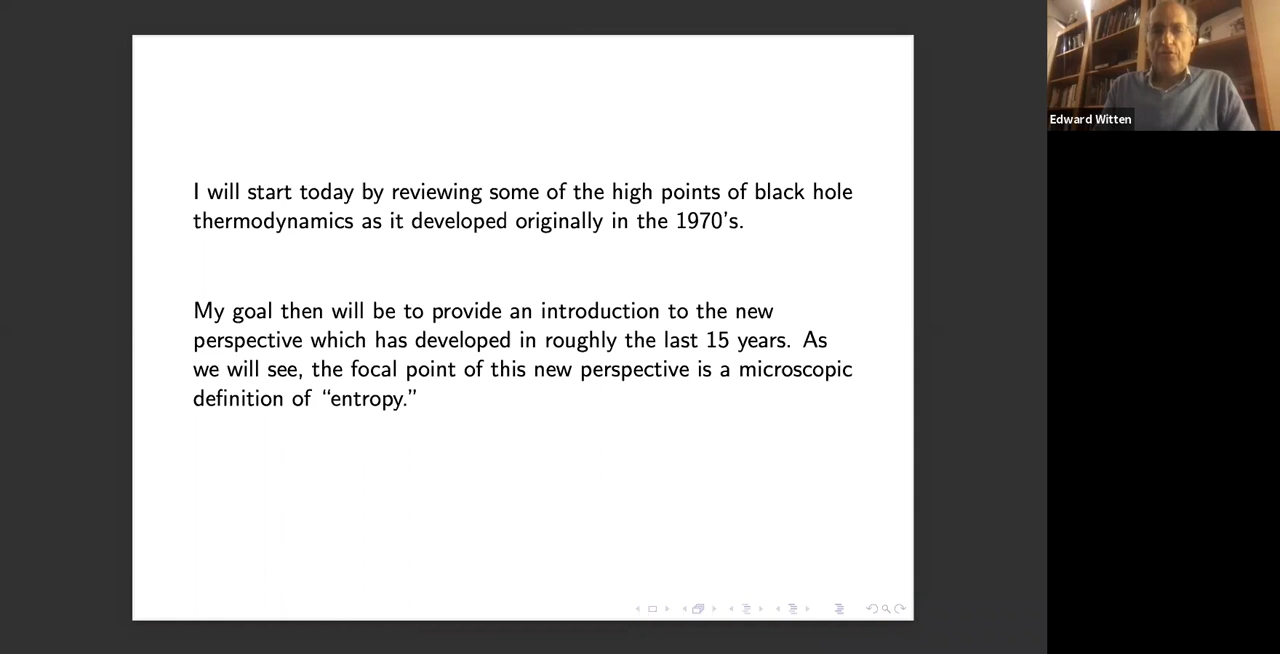 I will start today by reviewing some of the high points of black hole
thermodynamics as it developed originally in the 1970's.
My goal then will be to provide an introduction to the new
perspective which has developed in roughly the last 15 years. As
we will see, the focal point of this new perspective is a microscopic
definition of “entropy.”
Edward Witten